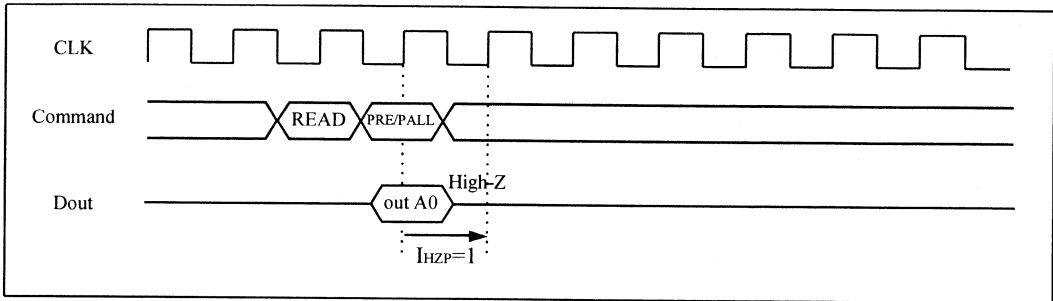 CLK
Command
READ
PRE/PALL
High-Z
Dout
out A0
IHZP=1